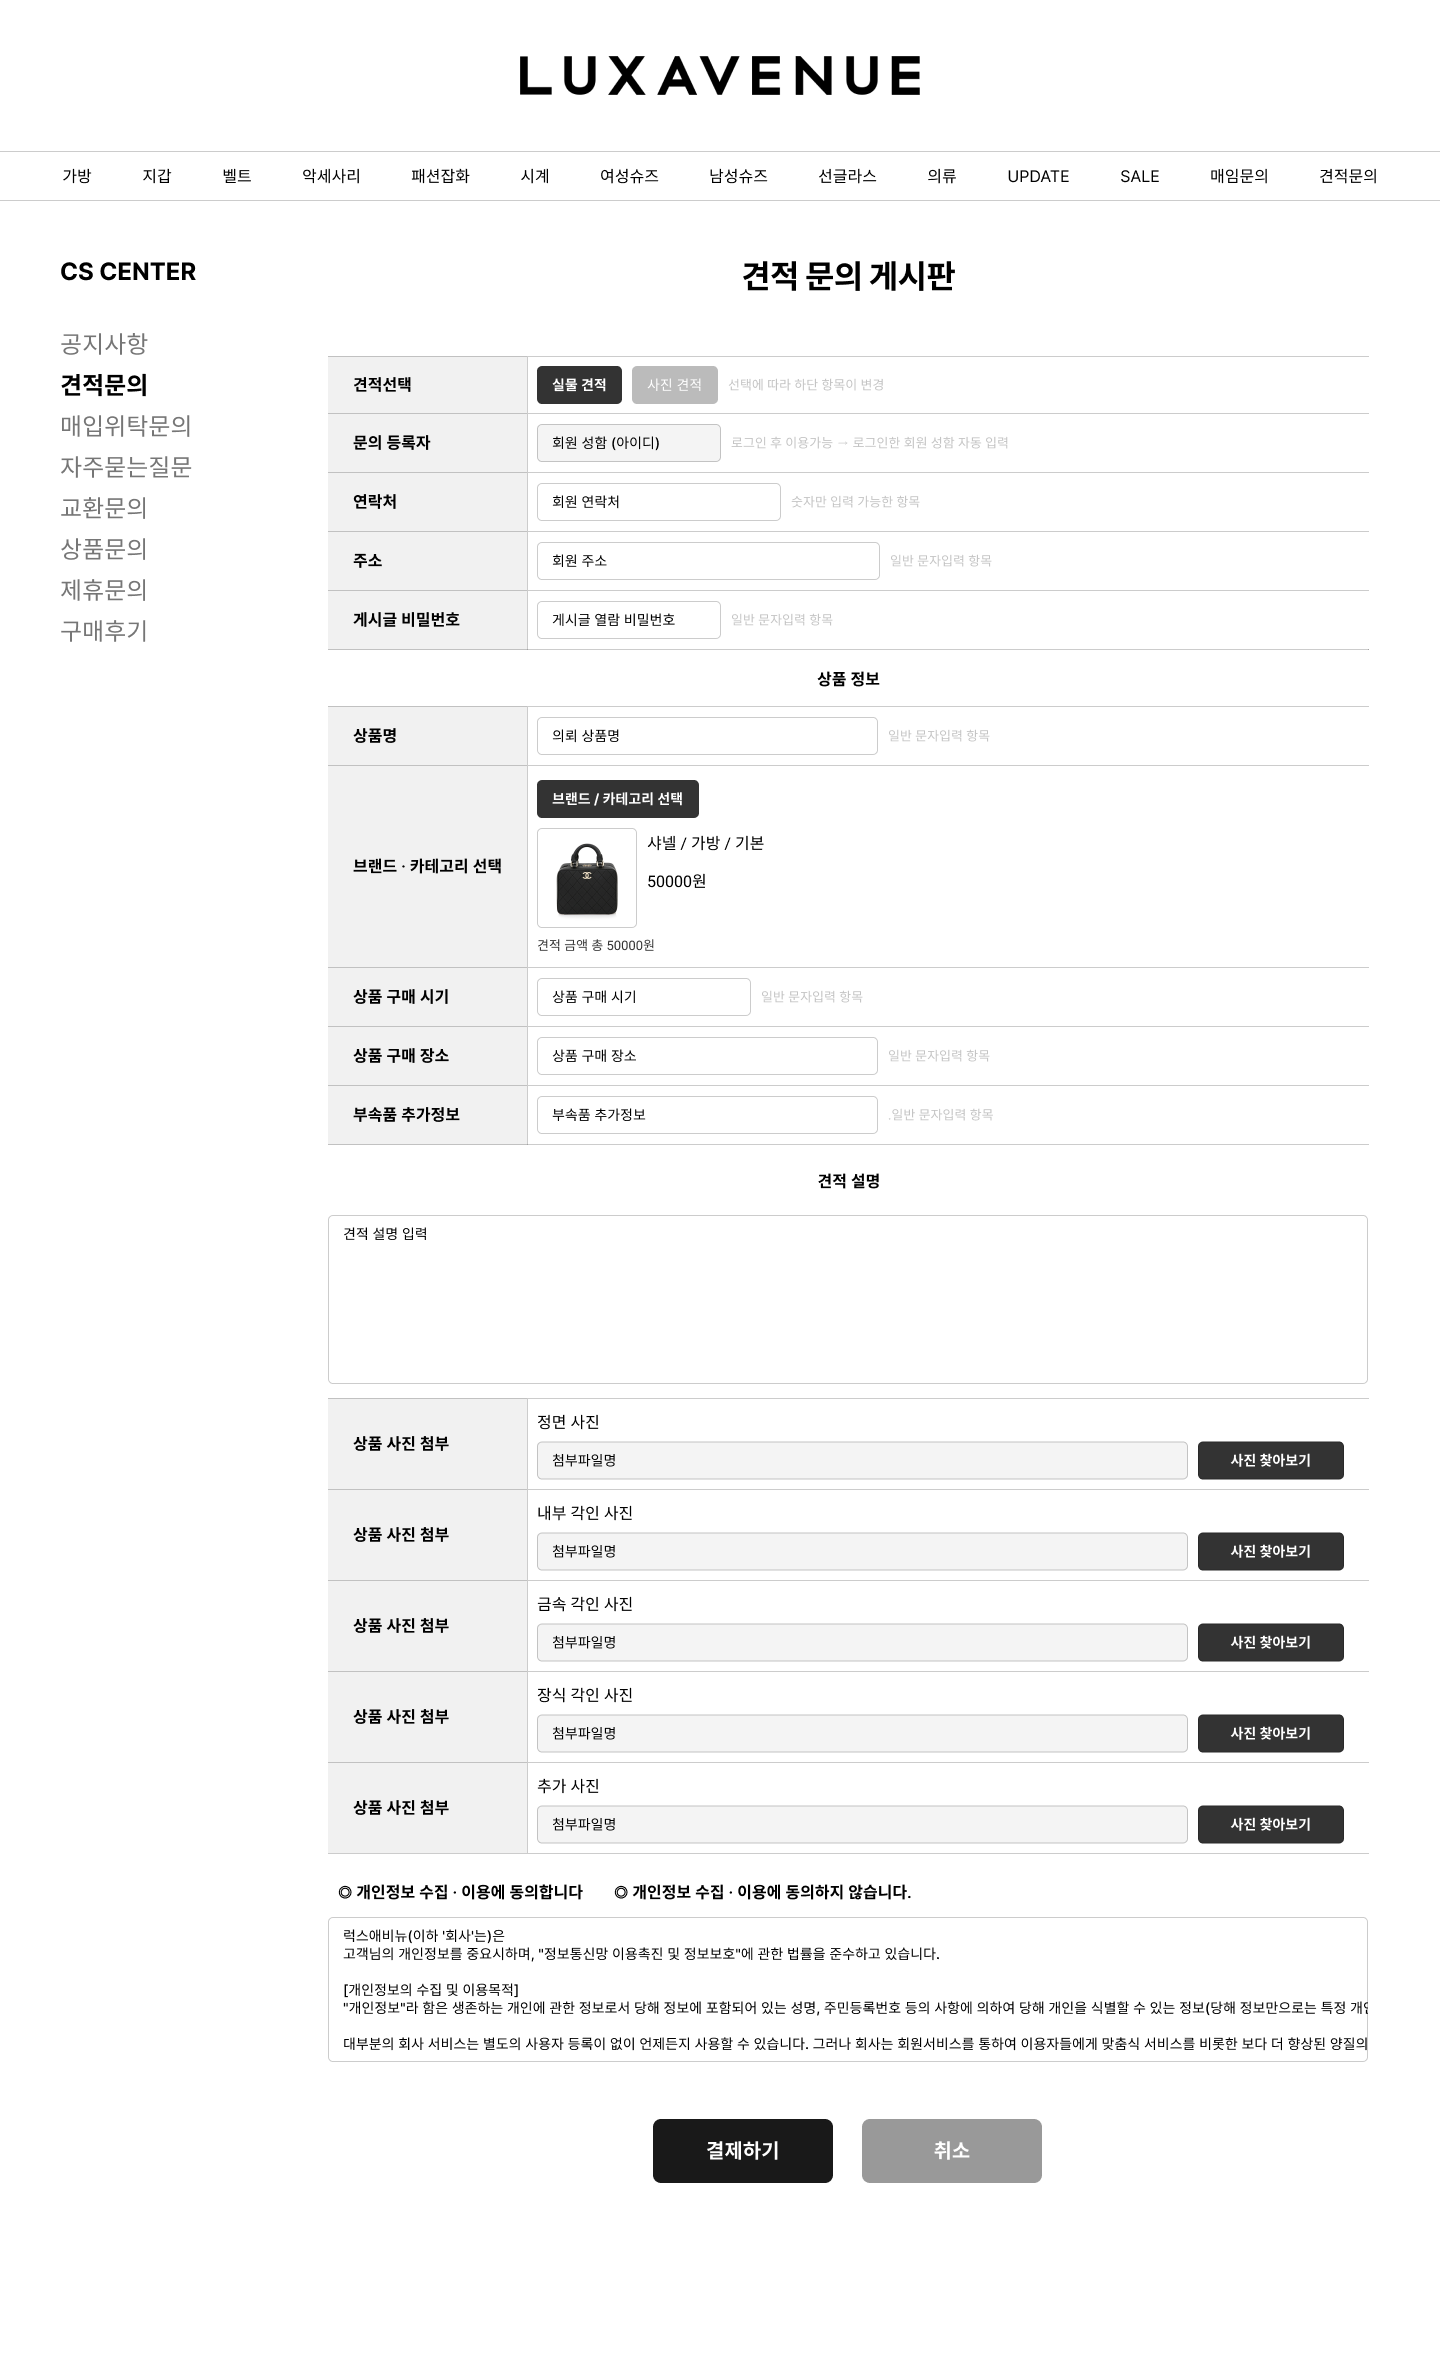 LUXAVENUE
가방 지갑 벨트 악세사리 패션잡화 시계 여성슈즈 남성슈즈 선글라스 의류 UPDATE SALE 매임문의 견적문의
CS CENTER
공지사항
견적문의
매입위탁문의
자주묻는질문
교환문의
상품문의
제휴문의
구매후기
견적 문의 게시판
견적선택 실물 견적 사진 견적 선택에 따라 하단 항목이 변경
문의 등록자 회원 성함 (아이디) 로그인 후 이용가능 → 로그인한 회원 성함 자동 입력
연락처 회원 연락처 숫자만 입력 가능한 항목
주소 회원 주소 일반 문자입력 항목
게시글 비밀번호 게시글 열람 비밀번호 일반 문자입력 항목
상품 정보
상품명 의뢰 상품명 일반 문자입력 항목
브랜드 · 카테고리 선택
브랜드 / 카테고리 선택
샤넬 / 가방 / 기본
50000원
견적 금액 총 50000원
상품 구매 시기 상품 구매 시기 일반 문자입력 항목
상품 구매 장소 상품 구매 장소 일반 문자입력 항목
부속품 추가정보 부속품 추가정보 .일반 문자입력 항목
견적 설명
견적 설명 입력
상품 사진 첨부
정면 사진
첨부파일명 사진 찾아보기
상품 사진 첨부
내부 각인 사진
첨부파일명 사진 찾아보기
상품 사진 첨부
금속 각인 사진
첨부파일명 사진 찾아보기
상품 사진 첨부
장식 각인 사진
첨부파일명 사진 찾아보기
상품 사진 첨부
추가 사진
첨부파일명 사진 찾아보기
◎ 개인정보 수집 · 이용에 동의합니다 ◎ 개인정보 수집 · 이용에 동의하지 않습니다.
럭스애비뉴(이하 '회사'는)은
고객님의 개인정보를 중요시하며, "정보통신망 이용촉진 및 정보보호"에 관한 법률을 준수하고 있습니다.
[개인정보의 수집 및 이용목적]
"개인정보"라 함은 생존하는 개인에 관한 정보로서 당해 정보에 포함되어 있는 성명, 주민등록번호 등의 사항에 의하여 당해 개인을 식별할 수 있는 정보(당해 정보만으로는 특정 개인
대부분의 회사 서비스는 별도의 사용자 등록이 없이 언제든지 사용할 수 있습니다. 그러나 회사는 회원서비스를 통하여 이용자들에게 맞춤식 서비스를 비롯한 보다 더 향상된 양질의
결제하기 취소